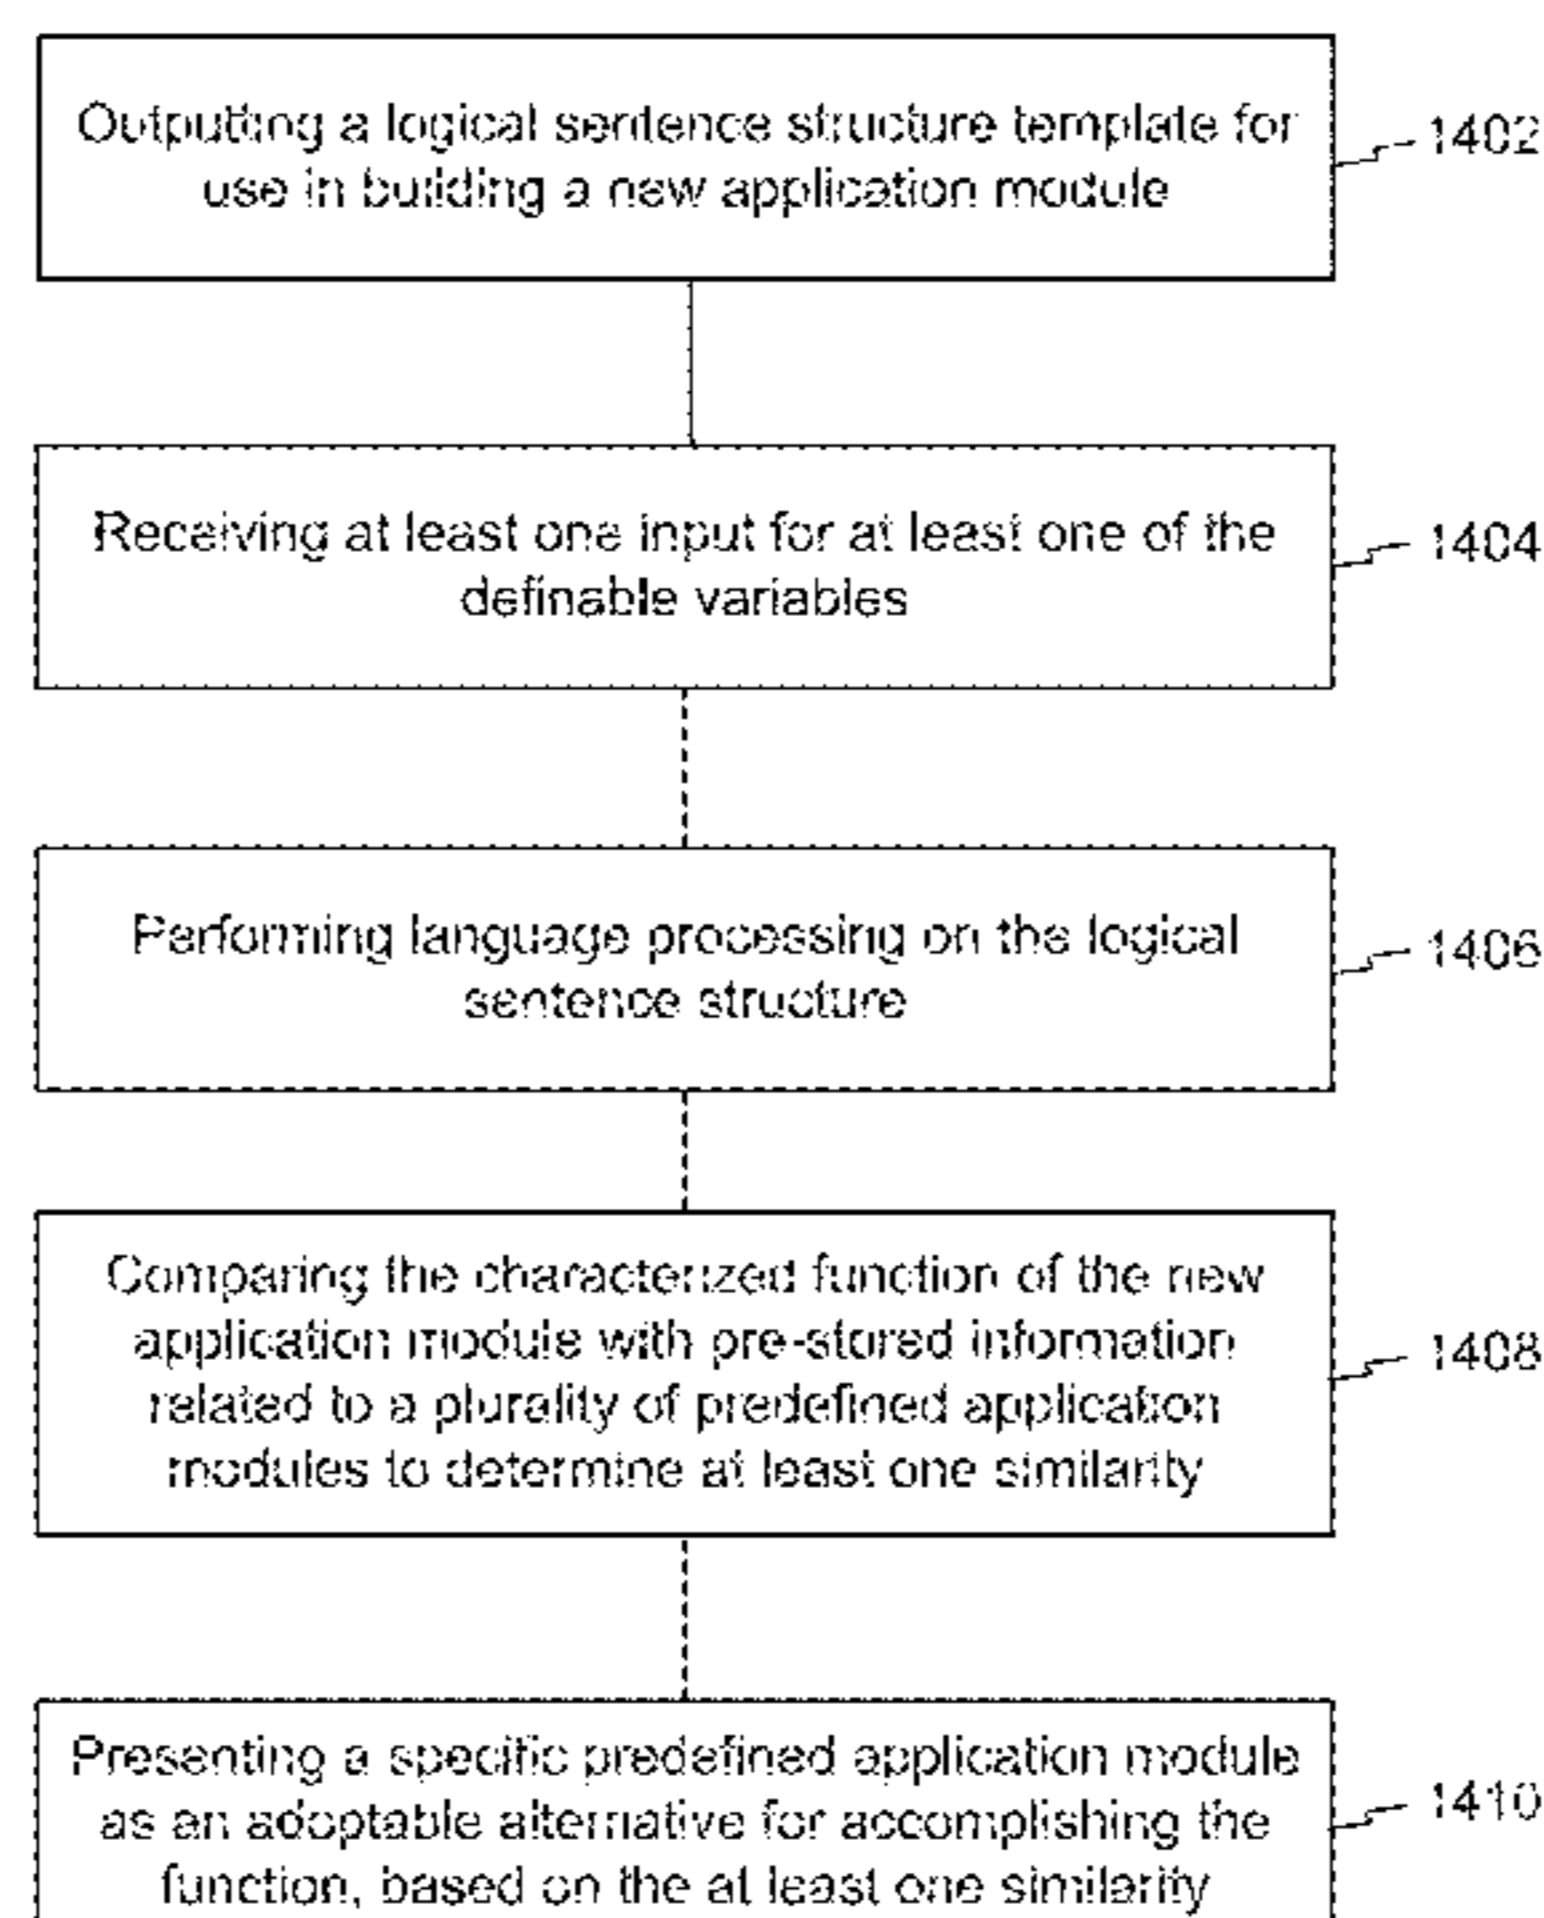 Outputting a logical sentence structure template for
use in building a new application module
1402
Receiving at least one input for at least one of the
definable variables
1404
Performing language processing on the logical
sentence structure
1406
Comparing the characterized function of the new
application module with pre-stored information
related to a plurality of predefined application
modules to determine at least one similarity
1408
Presenting a specific predefined application module
as an adoptable alternative for accomplishing the
function, based on the at least one similarity
1410